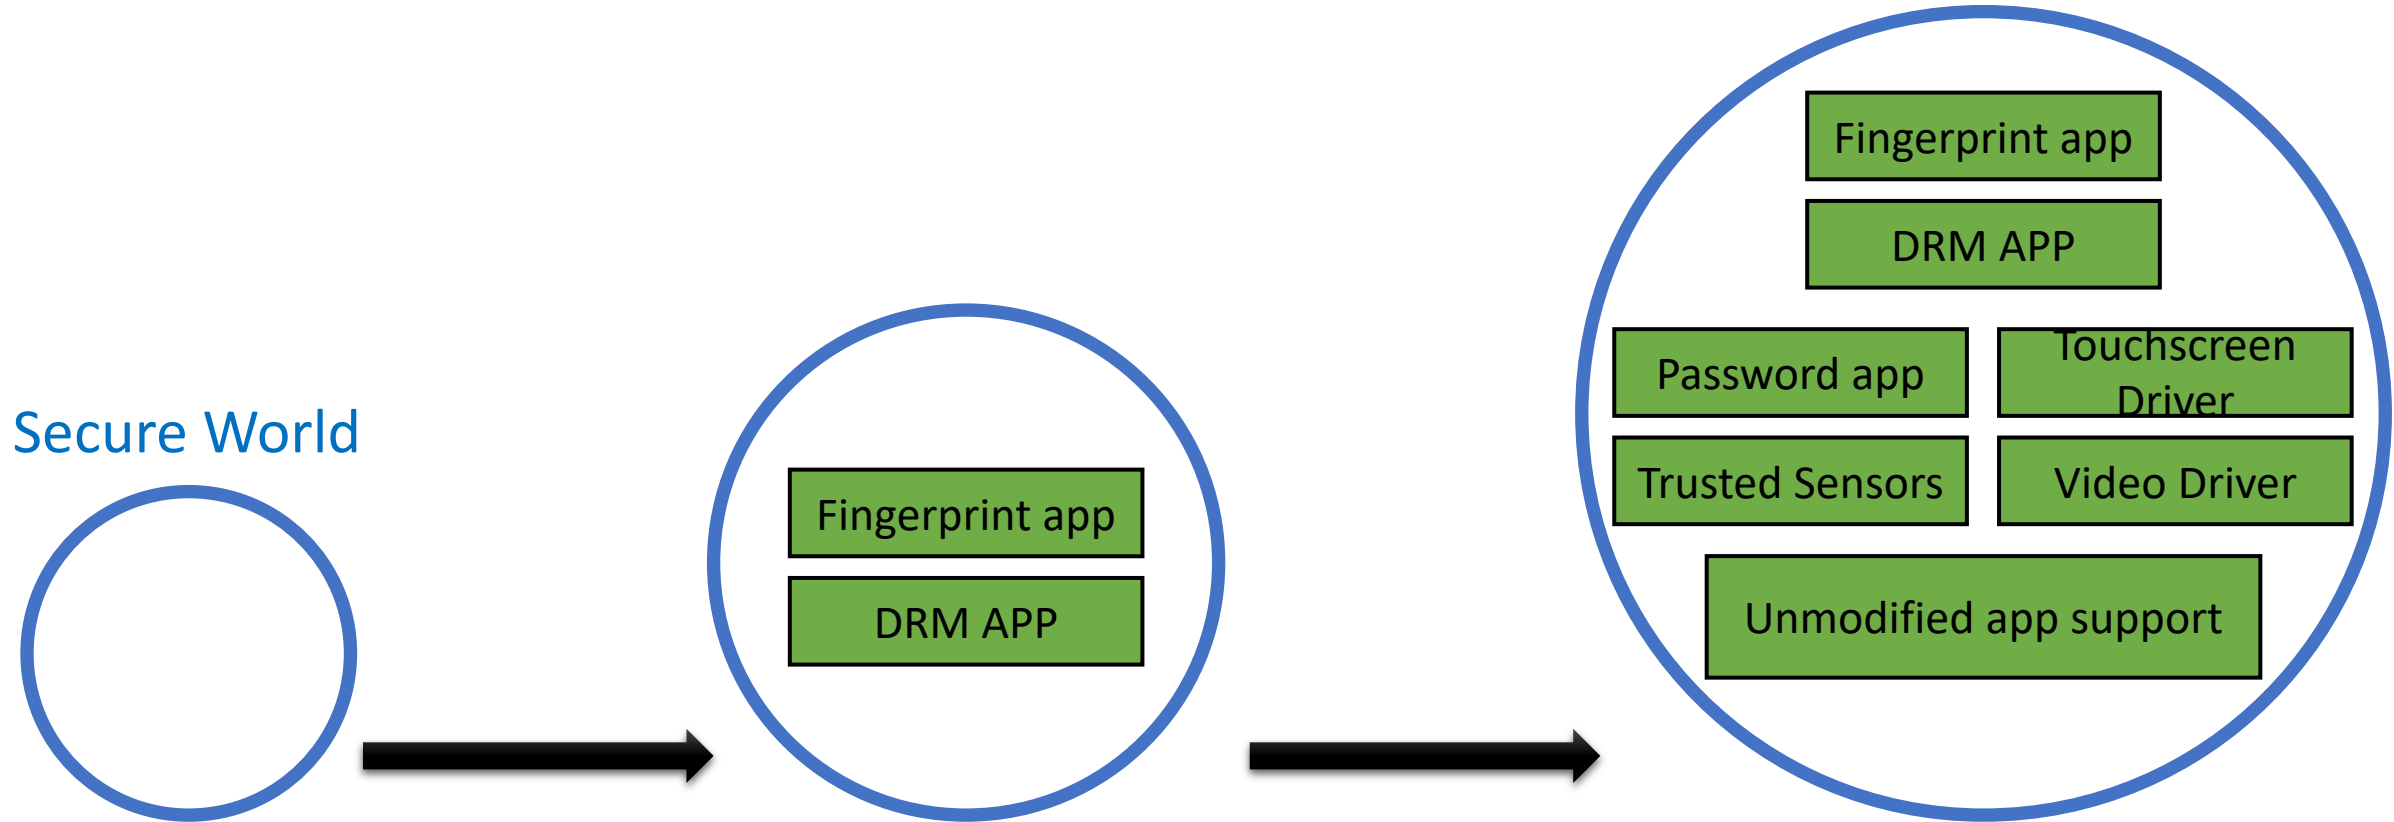 Secure World
Fingerprint app
DRM APP
Fingerprint app
DRM APP
Password app
Touchscreen
Driver
Trusted Sensors
Video Driver
Unmodified app support